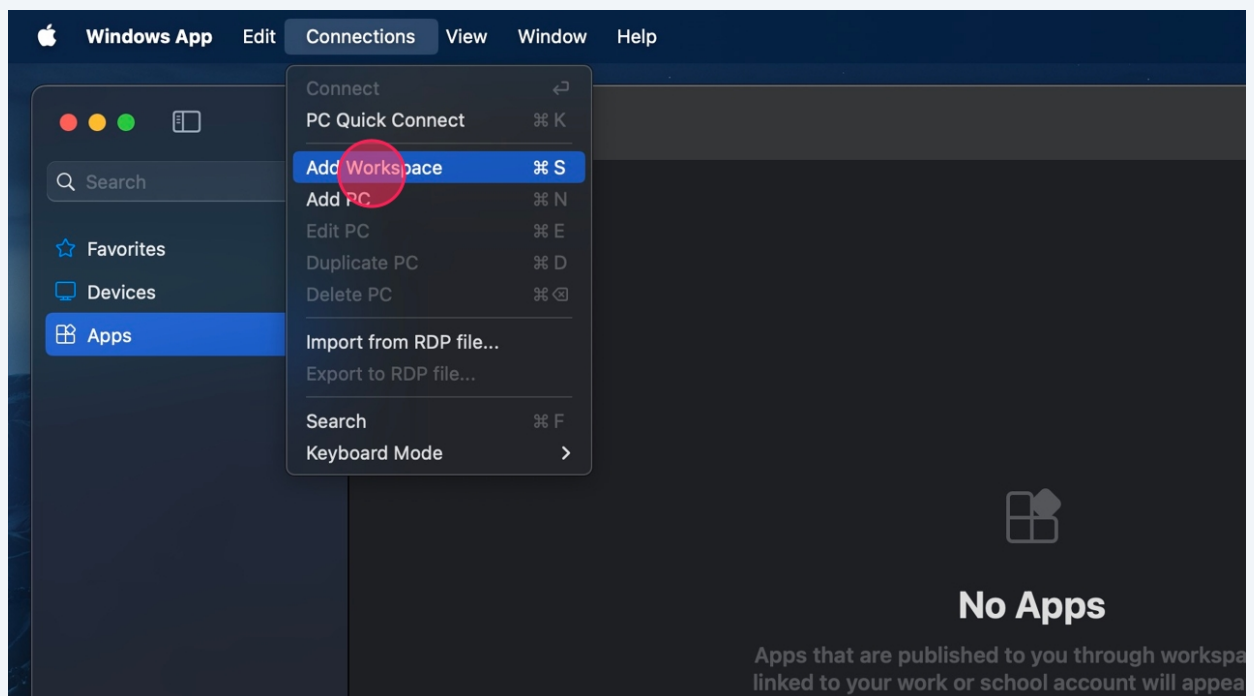 Windows App Edit Connections View Window Help
Connect
PC Quick Connect ⌘ K
Add Workspace ⌘ S
Add PC ⌘ N
Edit PC ⌘ E
Duplicate PC ⌘ D
Delete PC ⌘ ⌫
Import from RDP file...
Export to RDP file...
Search ⌘ F
Keyboard Mode
Search
Favorites
Devices
Apps
No Apps
Apps that are published to you through workspa
linked to your work or school account will appea